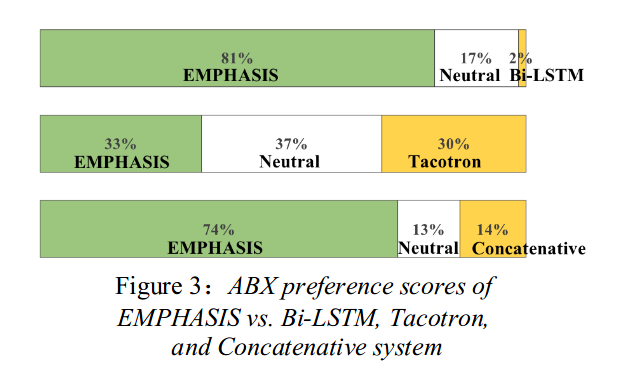 81% 17% 2%
EMPHASIS Neutral Bi-LSTM
33% 37% 30%
EMPHASIS Neutral Tacotron
74% 13% 14%
EMPHASIS Neutral Concatenative
Figure 3：ABX preference scores of
EMPHASIS vs. Bi-LSTM, Tacotron,
and Concatenative system